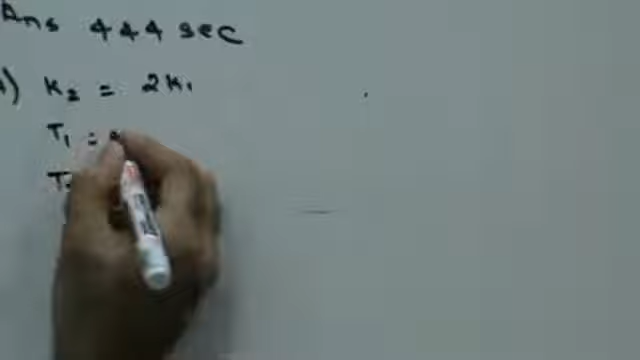 Ans 444 sec
) K₂ = 2K₁
T₁ =
T